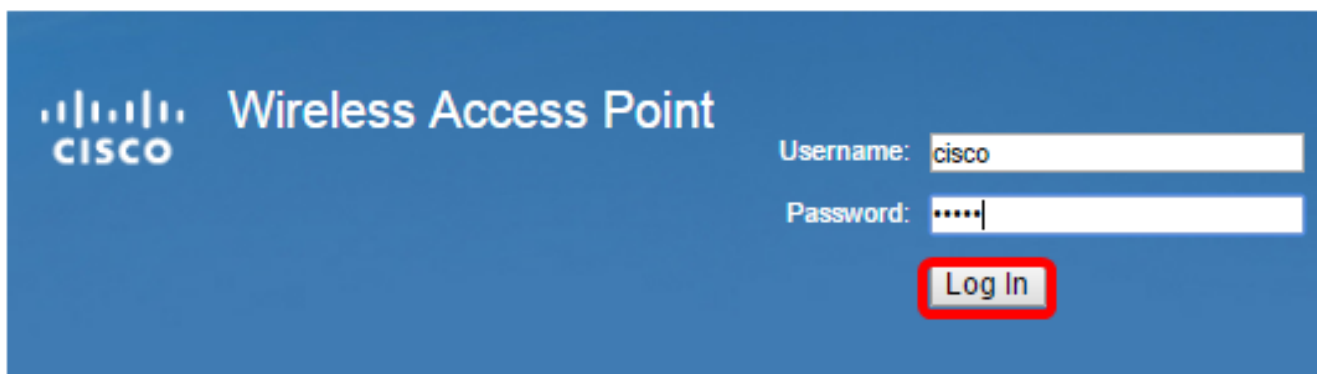 CISCO
Wireless Access Point
Username: cisco
Password: •••••
Log In